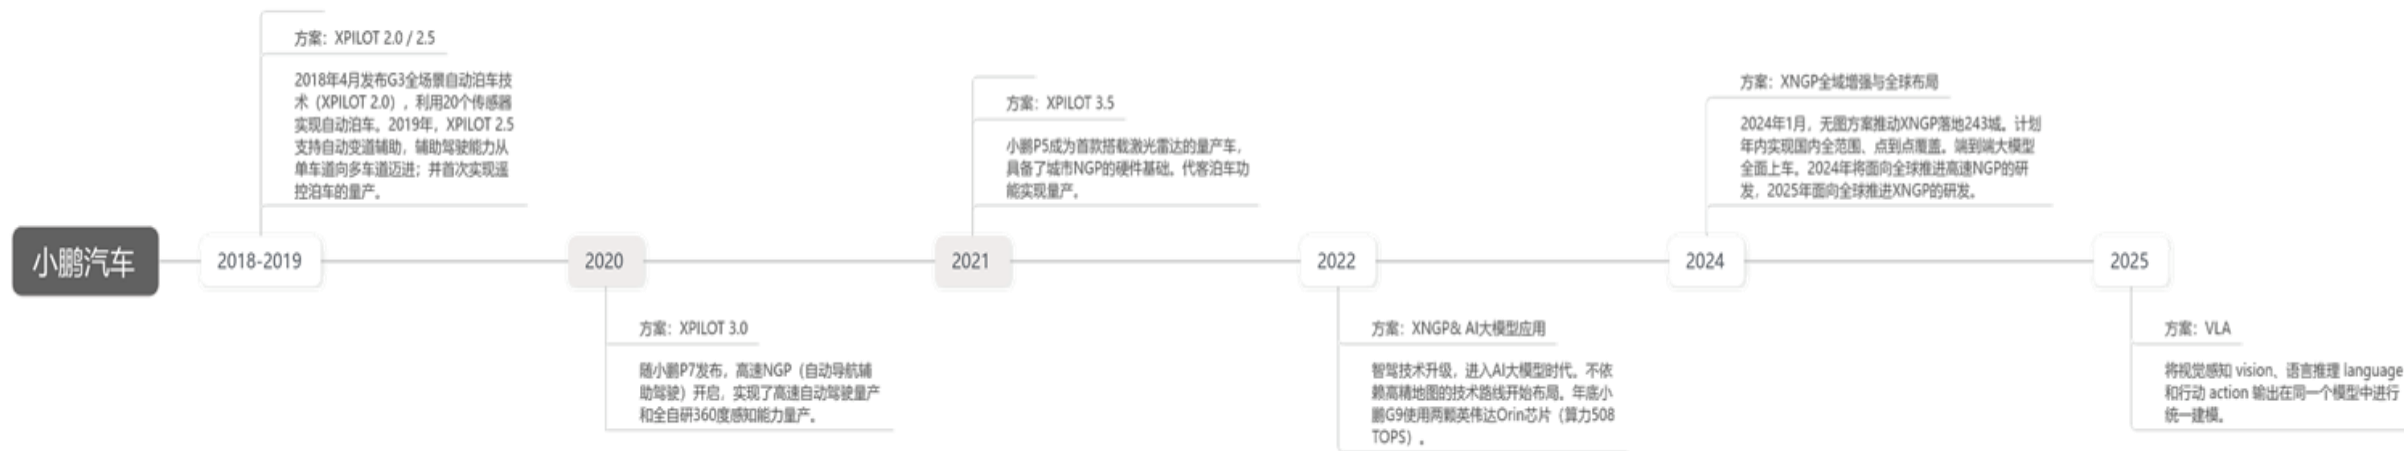 小鹏汽车
2018-2019
方案：XPILOT 2.0 / 2.5
2018年4月发布G3全场景自动泊车技
术（XPILOT 2.0），利用20个传感器
实现自动泊车。2019年，XPILOT 2.5
支持自动变道辅助，辅助驾驶能力从
单车道向多车道迈进；并首次实现遥
控泊车的量产。
2020
方案：XPILOT 3.0
随小鹏P7发布，高速NGP（自动导航辅
助驾驶）开启，实现了高速自动驾驶量产
和全自研360度感知能力量产。
2021
方案：XPILOT 3.5
小鹏P5成为首款搭载激光雷达的量产车，
具备了城市NGP的硬件基础。代客泊车功
能实现量产。
2022
方案：XNGP& AI大模型应用
智驾技术升级，进入AI大模型时代。不依
赖高精地图的技术路线开始布局。年底小
鹏G9使用两颗英伟达Orin芯片（算力508
TOPS）。
2024
方案：XNGP全域增强与全球布局
2024年1月，无图方案推动XNGP落地243城。计划
年内实现国内全范围、点到点覆盖。端到端大模型
全面上车。2024年将面向全球推进高速NGP的研
发，2025年面向全球推进XNGP的研发。
2025
方案：VLA
将视觉感知 vision、语言推理 language
和行动 action 输出在同一个模型中进行
统一建模。